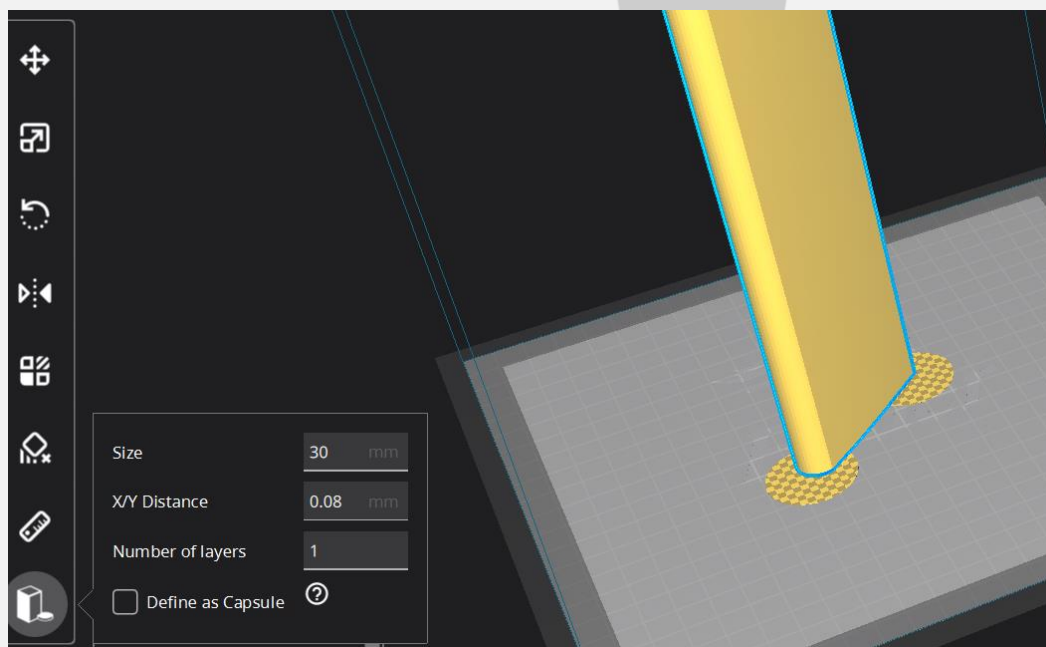 Size 30 mm
X/Y Distance 0.08 mm
Number of layers 1
Define as Capsule ?